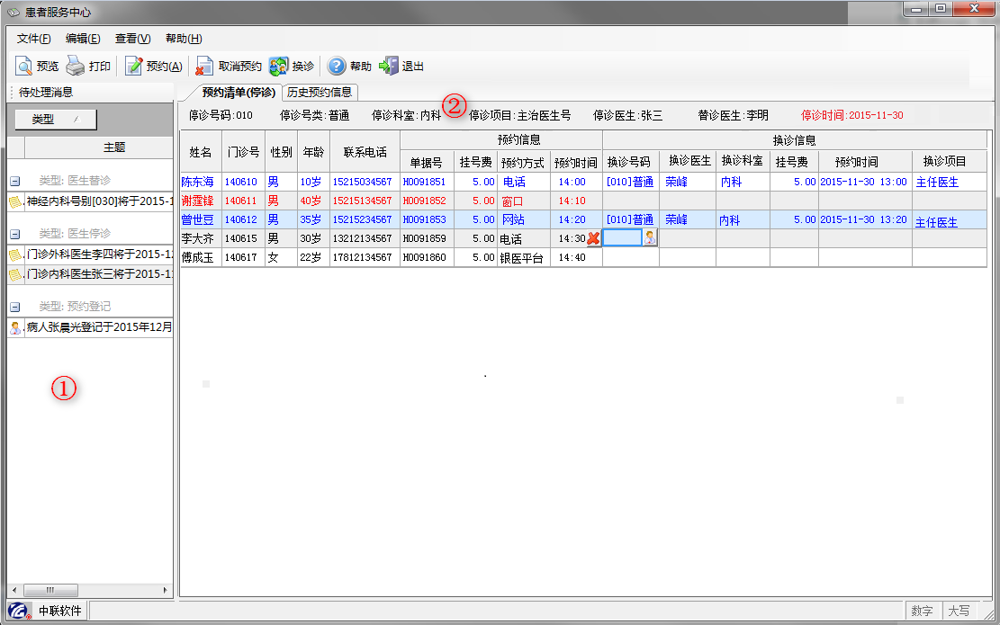 患者服务中心
文件(F) 编辑(E) 查看(V) 帮助(H)
预览 打印 预约(A) 取消预约 换诊 帮助 退出
待处理消息
类型
主题
类型: 医生替诊
神经内科号别[030]将于2015-1
类型: 医生停诊
门诊外科医生李四将于2015-12
门诊内科医生张三将于2015-11
类型: 预约登记
病人张晨光登记于2015年12月
①
预约清单(停诊) 历史预约信息
②
停诊号码:010 停诊号类:普通 停诊科室:内科 停诊项目:主治医生号 停诊医生:张三 替诊医生:李明 停诊时间:2015-11-30
姓名 门诊号 性别 年龄 联系电话 预约信息 换诊信息
单据号 挂号费 预约方式 预约时间 换诊号码 换诊医生 换诊科室 挂号费 预约时间 换诊项目
陈东海 140610 男 10岁 15215034567 H0091851 5.00 电话 14:00 [010]普通 荣峰 内科 5.00 2015-11-30 13:00 主任医生
谢霆锋 140611 男 40岁 15215134567 H0091852 5.00 窗口 14:10
曾世豆 140612 男 35岁 15215234567 H0091853 5.00 网站 14:20 [010]普通 荣峰 内科 5.00 2015-11-30 13:20 主任医生
李大齐 140615 男 30岁 13212134567 H0091859 5.00 电话 14:30
傅成玉 140617 女 22岁 17812134567 H0091860 5.00 银医平台 14:40
中联软件 数字 大写